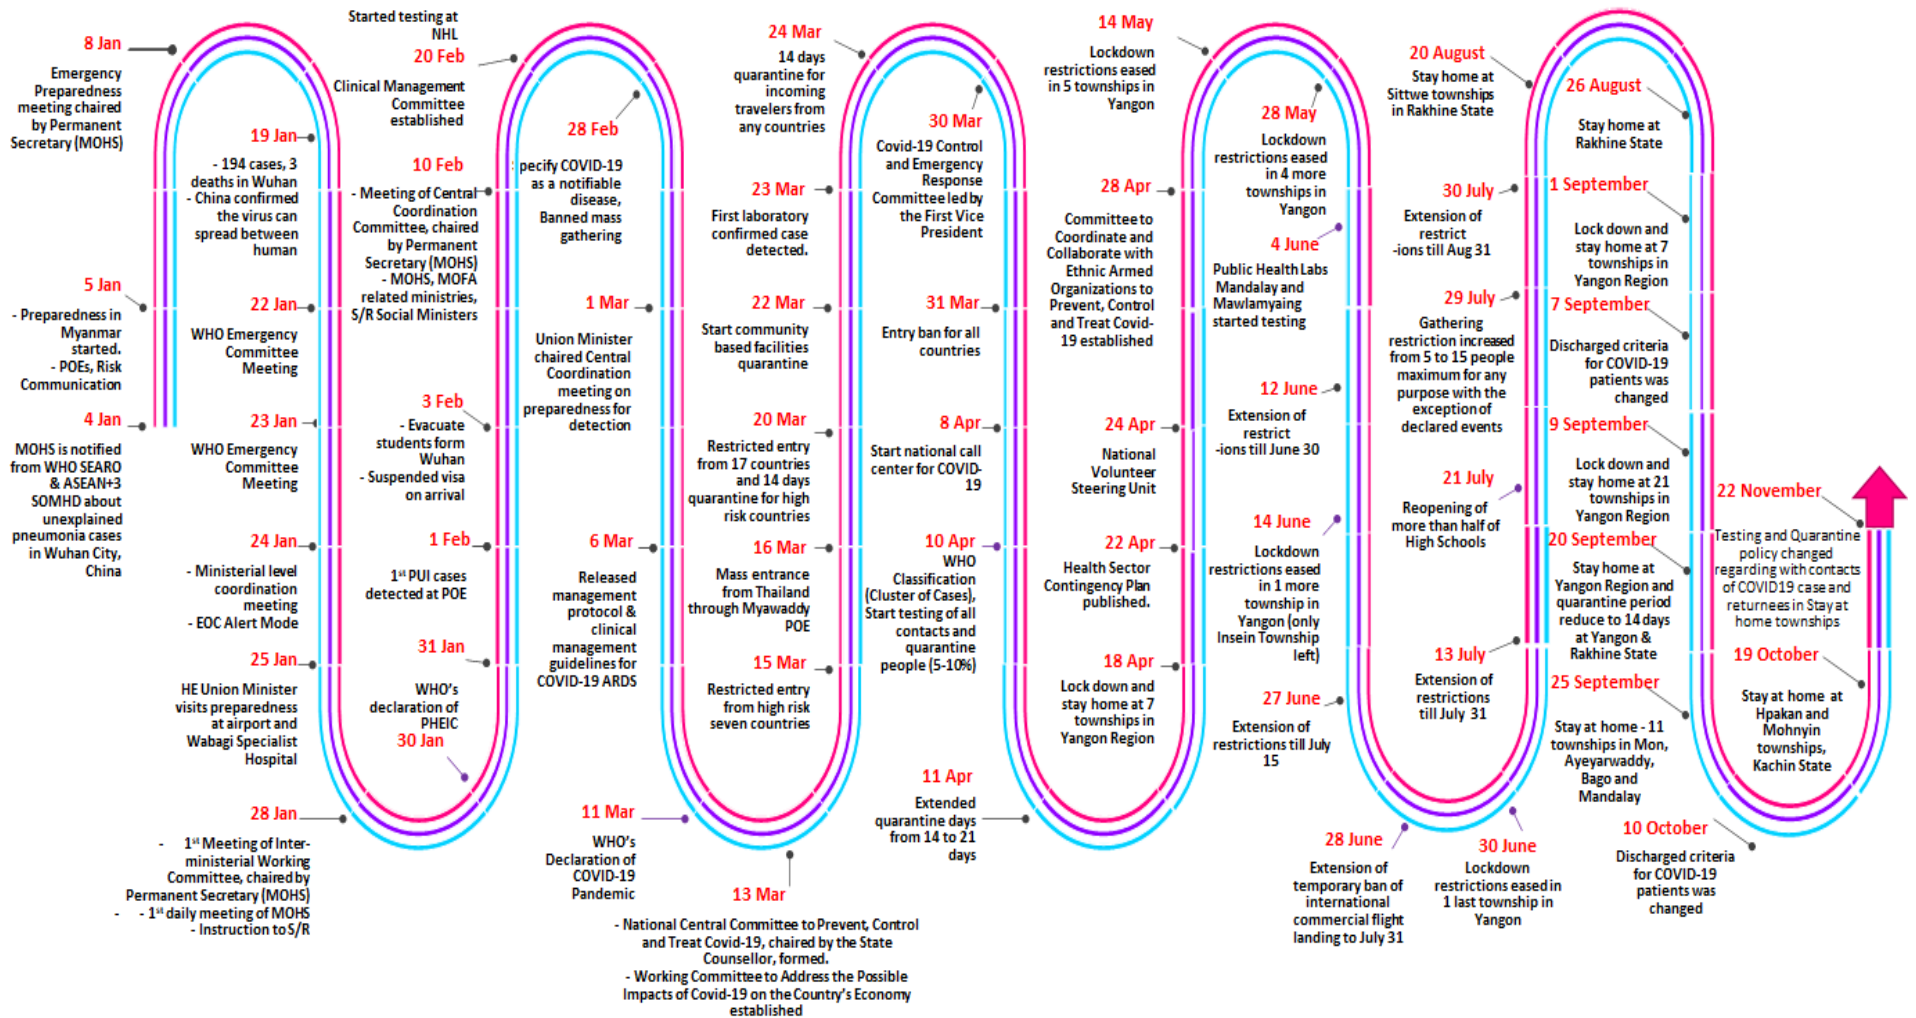 8 Jan
Emergency
Preparedness
meeting chaired
by Permanent
Secretary (MOHS)
5 Jan
- Preparedness in
Myanmar
started.
- POEs, Risk
Communication
4 Jan
MOHS is notified
from WHO SEARO
& ASEAN+3
SOMHD about
unexplained
pneumonia cases
in Wuhan City,
China
19 Jan
- 194 cases, 3
deaths in Wuhan
- China confirmed
the virus can
spread between
human
22 Jan
WHO Emergency
Committee
Meeting
23 Jan
WHO Emergency
Committee
Meeting
24 Jan
- Ministerial level
coordination
meeting
- EOC Alert Mode
25 Jan
HE Union Minister
visits preparedness
at airport and
Wabagi Specialist
Hospital
28 Jan
- 1st Meeting of Inter-
ministerial Working
Committee, chaired by
Permanent Secretary (MOHS)
- - 1st daily meeting of MOHS
- Instruction to S/R
Started testing at
NHL
20 Feb
Clinical Management
Committee
established
10 Feb
- Meeting of Central
Coordination
Committee, chaired
by Permanent
Secretary (MOHS)
- MOHS, MOFA
related ministries,
S/R Social Ministers
3 Feb
- Evacuate
students form
Wuhan
- Suspended visa
on arrival
1 Feb
1st PUI cases
detected at POE
31 Jan
WHO's
declaration of
PHEIC
30 Jan
28 Feb
pecify COVID-19
as a notifiable
disease,
Banned mass
gathering
1 Mar
Union Minister
chaired Central
Coordination
meeting on
preparedness for
detection
6 Mar
Released
management
protocol &
clinical
management
guidelines for
COVID-19 ARDS
11 Mar
WHO's
Declaration of
COVID-19
Pandemic
13 Mar
- National Central Committee to Prevent, Control
and Treat Covid-19, chaired by the State
Counsellor, formed.
- Working Committee to Address the Possible
Impacts of Covid-19 on the Country's Economy
established
24 Mar
14 days
quarantine for
incoming
travelers from
any countries
23 Mar
First laboratory
confirmed case
detected.
22 Mar
Start community
based facilities
quarantine
20 Mar
Restricted entry
from 17 countries
and 14 days
quarantine for high
risk countries
16 Mar
Mass entrance
from Thailand
through Myawaddy
POE
15 Mar
Restricted entry
from high risk
seven countries
30 Mar
Covid-19 Control
and Emergency
Response
Committee led by
the First Vice
President
31 Mar
Entry ban for all
countries
8 Apr
Start national call
center for COVID-
19
10 Apr
WHO
Classification
(Cluster of Cases),
Start testing of all
contacts and
quarantine
people (5-10%)
11 Apr
Extended
quarantine days
from 14 to 21
days
14 May
Lockdown
restrictions eased
in 5 townships in
Yangon
28 Apr
Committee to
Coordinate and
Collaborate with
Ethnic Armed
Organizations to
Prevent, Control
and Treat Covid-
19 established
24 Apr
National
Volunteer
Steering Unit
22 Apr
Health Sector
Contingency Plan
published.
18 Apr
Lock down and
stay home at 7
townships in
Yangon Region
28 May
Lockdown
restrictions eased
in 4 more
townships in
Yangon
4 June
Public Health Labs
Mandalay and
Mawlamyaing
started testing
12 June
Extension of
restrict
-ions till June 30
14 June
Lockdown
restrictions eased
in 1 more
township in
Yangon (only
Insein Township
left)
27 June
Extension of
restrictions till July
15
28 June
Extension of
temporary ban of
international
commercial flight
landing to July 31
30 June
Lockdown
restrictions eased in
1 last township in
Yangon
20 August
Stay home at
Sittwe townships
in Rakhine State
30 July
Extension of
restrict
-ions till Aug 31
29 July
Gathering
restriction increased
from 5 to 15 people
maximum for any
purpose with the
exception of
declared events
21 July
Reopening of
more than half of
High Schools
13 July
Extension of
restrictions
till July 31
26 August
Stay home at
Rakhine State
1 September
Lock down and
stay home at 7
townships in
Yangon Region
7 September
Discharged criteria
for COVID-19
patients was
changed
9 September
Lock down and
stay home at 21
townships in
Yangon Region
20 September
Stay home at
Yangon Region and
quarantine period
reduce to 14 days
at Yangon &
Rakhine State
25 September
Stay at home - 11
townships in Mon,
Ayeyarwaddy,
Bago and
Mandalay
10 October
Discharged criteria
for COVID-19
patients was
changed
22 November
Testing and Quarantine
policy changed
regarding with contacts
of COVID19 case and
returnees in Stay at
home townships
19 October
Stay at home at
Hpakan and
Mohnyin
townships,
Kachin State